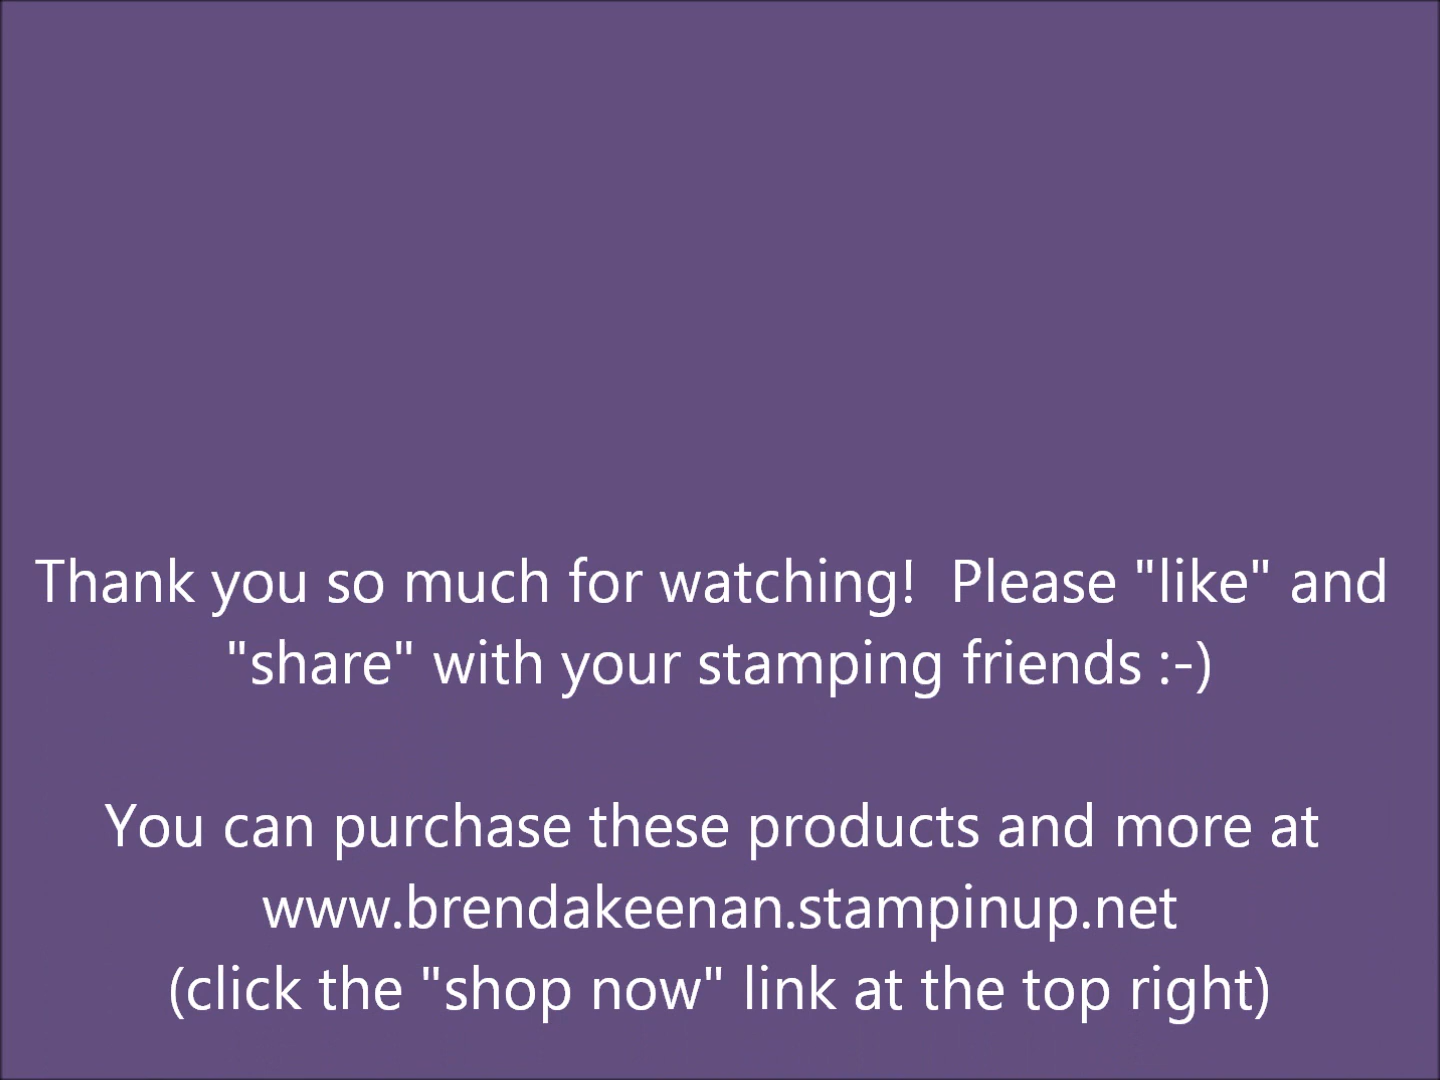 Thank you so much for watching!  Please "like" and
"share" with your stamping friends :-)
You can purchase these products and more at
www.brendakeenan.stampinup.net
(click the "shop now" link at the top right)